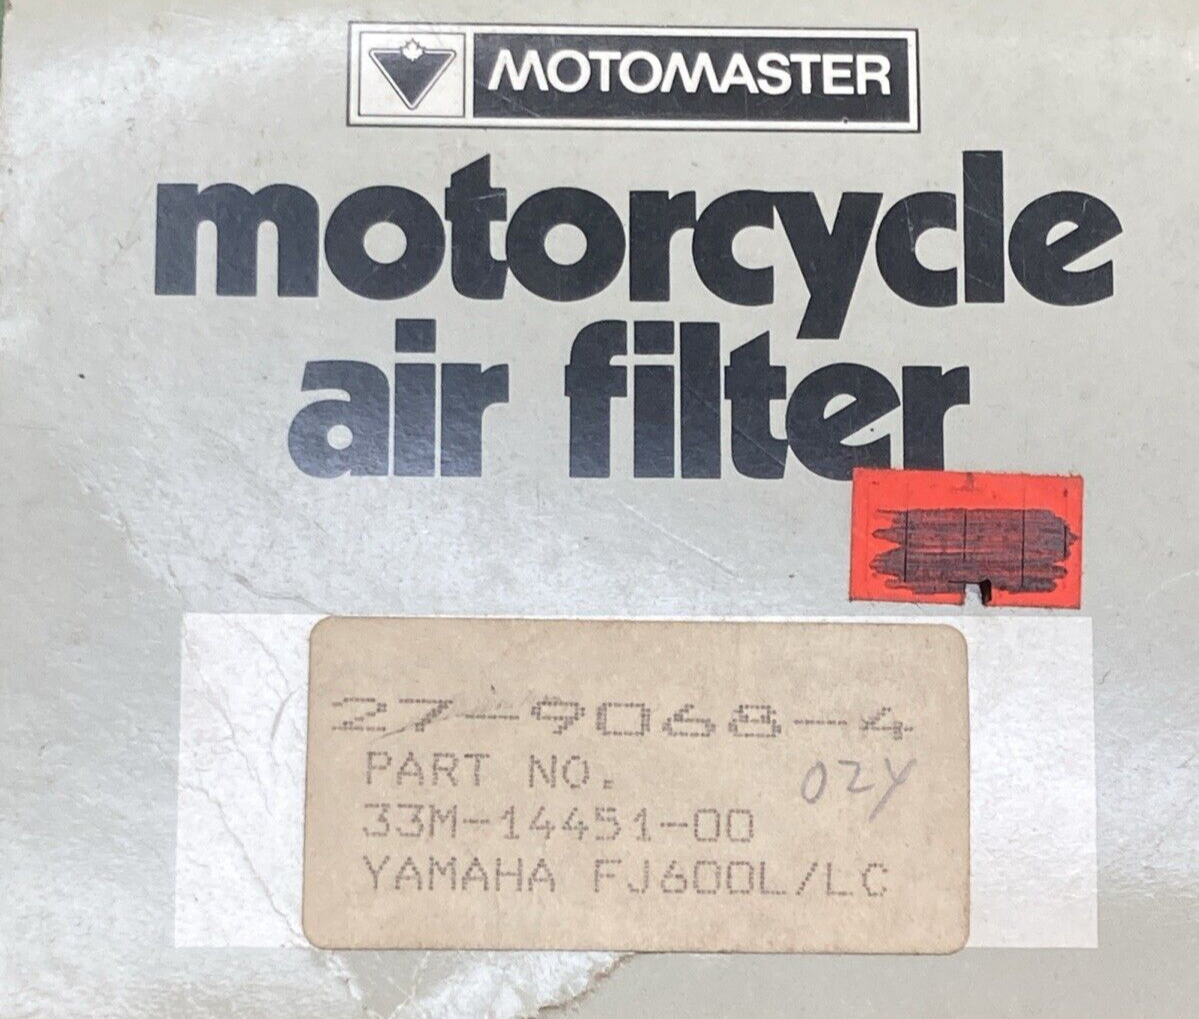 MOTOMASTER
motorcycle
air filter
27-9068-4
PART NO.
02Y
33M-14451-00
YAMAHA FJ600L/LC